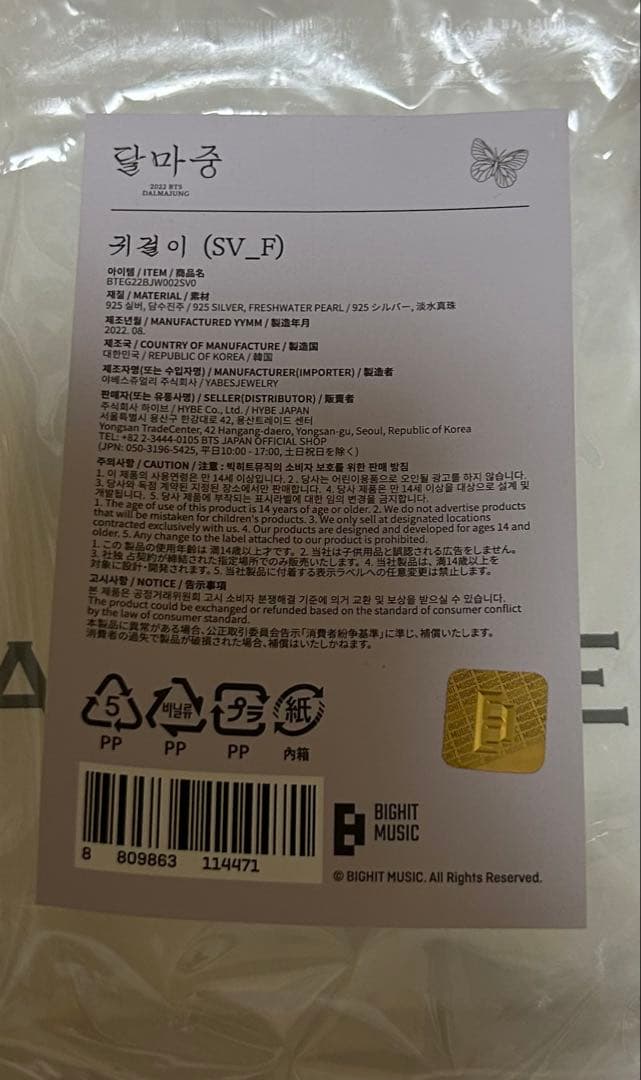 달마중
2022 BTS
DALMAJUNG
귀걸이 (SV_F)
아이템 / ITEM / 商品名
BTEG22BJW002SV0
재질 / MATERIAL / 素材
925 실버, 담수진주 / 925 SILVER, FRESHWATER PEARL / 925 シルバー, 淡水真珠
제조년월 / MANUFACTURED YYMM / 製造年月
2022. 08.
제조국 / COUNTRY OF MANUFACTURE / 製造国
대한민국 / REPUBLIC OF KOREA / 韓国
제조자명(또는 수입자명) / MANUFACTURER(IMPORTER) / 製造者
야베스쥬얼리 주식회사 / YABESJEWELRY
판매자(또는 유통사명) / SELLER(DISTRIBUTOR) / 販賣者
주식회사 하이브 / HYBE Co., Ltd. / HYBE JAPAN
서울특별시 용산구 한강대로 42, 용산트레이드 센터
Yongsan TradeCenter, 42 Hangang-daero, Yongsan-gu, Seoul, Republic of Korea
TEL: +82 2-3444-0105 BTS JAPAN OFFICIAL SHOP
(JPN: 050-3196-5425, 平日10:00 - 17:00, 土日祝日を除く)
주의사항 / CAUTION / 注意 : 빅히트뮤직의 소비자 보호를 위한 판매 방침
1. 이 제품의 사용연령은 만 14세 이상입니다. 2. 당사는 어린이용품으로 오인될 광고를 하지 않습니다.
3. 당사와 독점 계약된 지정된 장소에서만 판매합니다. 4. 당사 제품은 만 14세 이상을 대상으로 설계 및
개발됩니다. 5. 당사 제품에 부착되는 표시라벨에 대한 임의 변경을 금지합니다.
1. The age of use of this product is 14 years of age or older. 2. We do not advertise products
that will be mistaken for children's products. 3. We only sell at designated locations
contracted exclusively with us. 4. Our products are designed and developed for ages 14 and
older. 5. Any change to the label attached to our product is prohibited.
1. この 製品の使用年齢は 満14歳以上才です。 2. 当社は子供用品と誤認される広告をしません。
3. 社独 占契約が締結された指定場所でのみ販売いたします。 4. 当社製品は、満14歳以上を
対象に設計・開発されます。 5. 当社製品に付着する表示ラベルへの任意変更は禁止します。
고시사항 / NOTICE / 告示事項
본 제품은 공정거래위원회 고시 소비자 분쟁해결 기준에 의거 교환 및 보상을 받으실 수 있습니다.
The product could be exchanged or refunded based on the standard of consumer conflict
by the law of consumer standard.
本製品に異常がある場合、公正取引委員会告示「消費者紛争基準」に準じ、補償いたします。
消費者の過失で製品が破損された場合、補償はいたしかねます。
5
PP
비닐류
PP
プラ
PP
紙
內箱
BIGHIT MUSIC
8 809863 114471
BIGHIT
MUSIC
© BIGHIT MUSIC. All Rights Reserved.